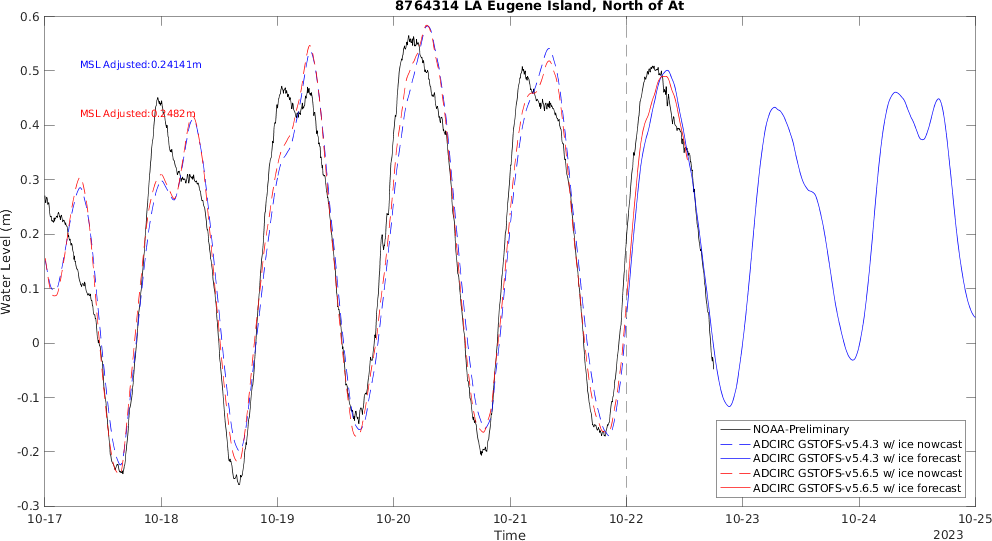 8764314 LA Eugene Island, North of At
MSL Adjusted:0.24141m
MSL Adjusted:0.2482m
Water Level (m)
0.6
0.5
0.4
0.3
0.2
0.1
0
-0.1
-0.2
-0.3
NOAA-Preliminary
ADCIRC GSTOFS-v5.4.3 w/ ice nowcast
ADCIRC GSTOFS-v5.4.3 w/ ice forecast
ADCIRC GSTOFS-v5.6.5 w/ ice nowcast
ADCIRC GSTOFS-v5.6.5 w/ ice forecast
10-17 10-18 10-19 10-20 10-21 10-22 10-23 10-24 10-25
Time
2023